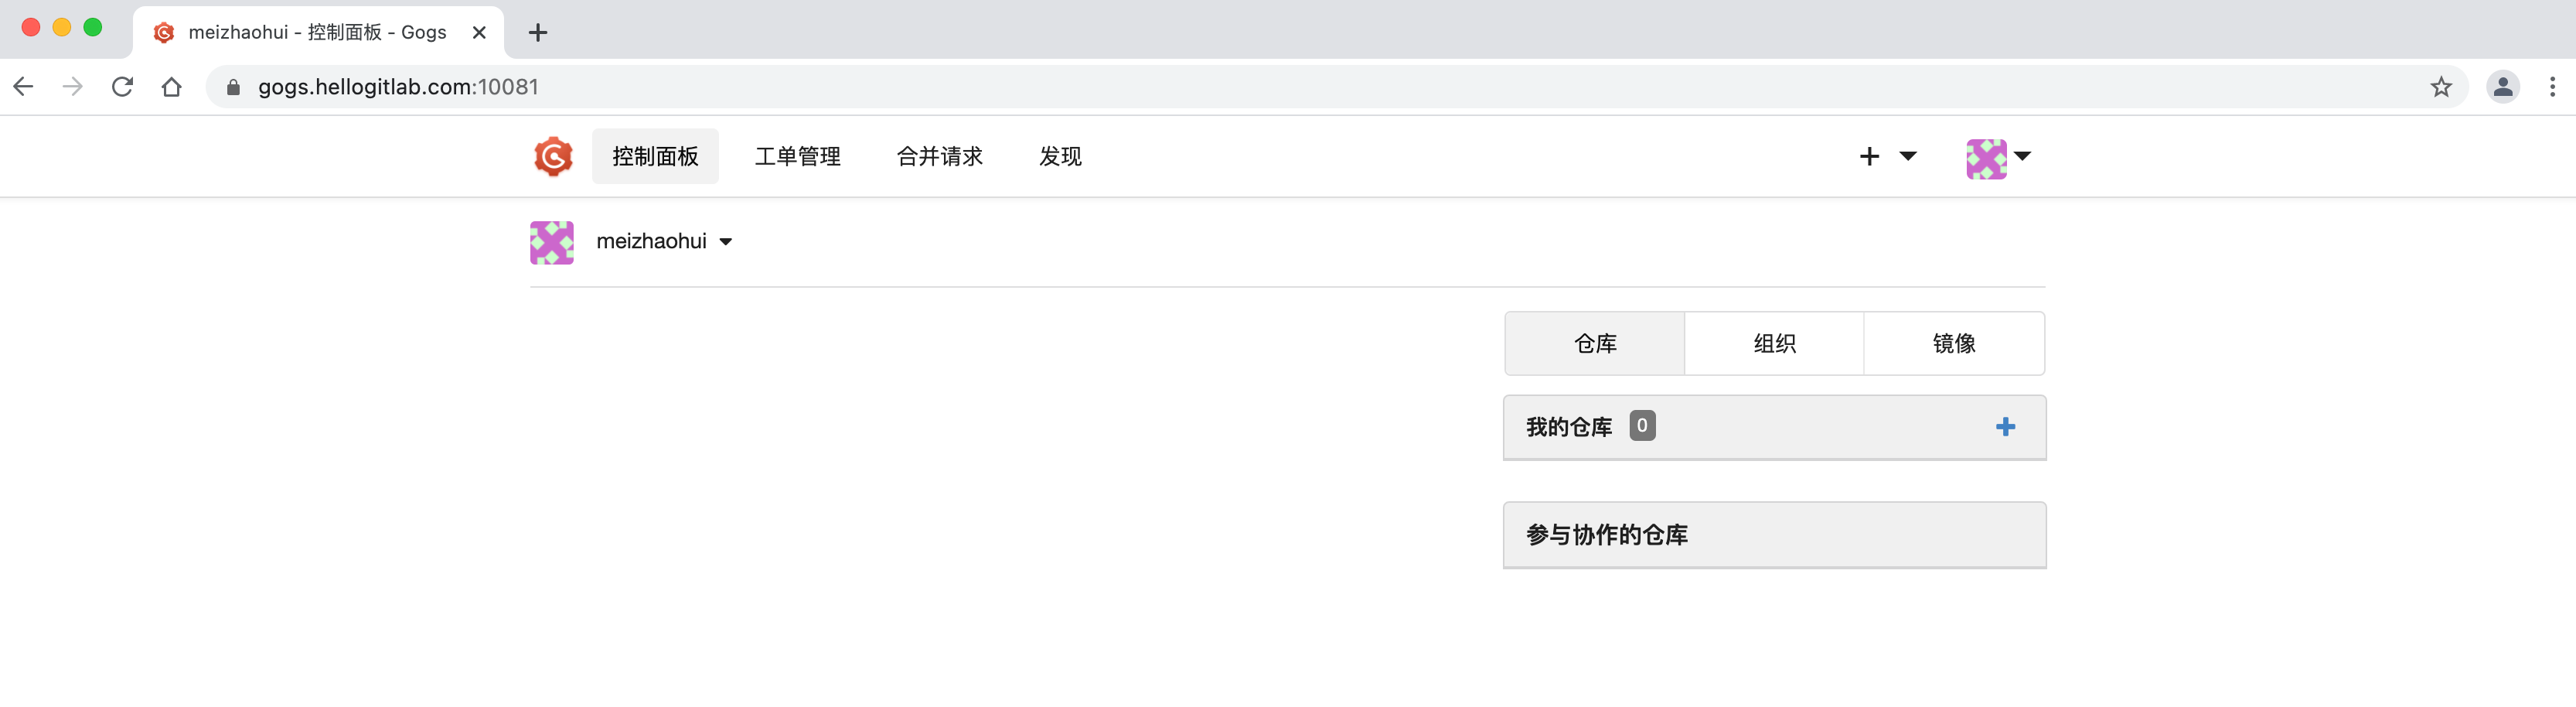 meizhaohui - 控制面板 - Gogs
gogs.hellogitlab.com:10081
控制面板 工单管理 合并请求 发现
meizhaohui
仓库 组织 镜像
我的仓库 0
参与协作的仓库